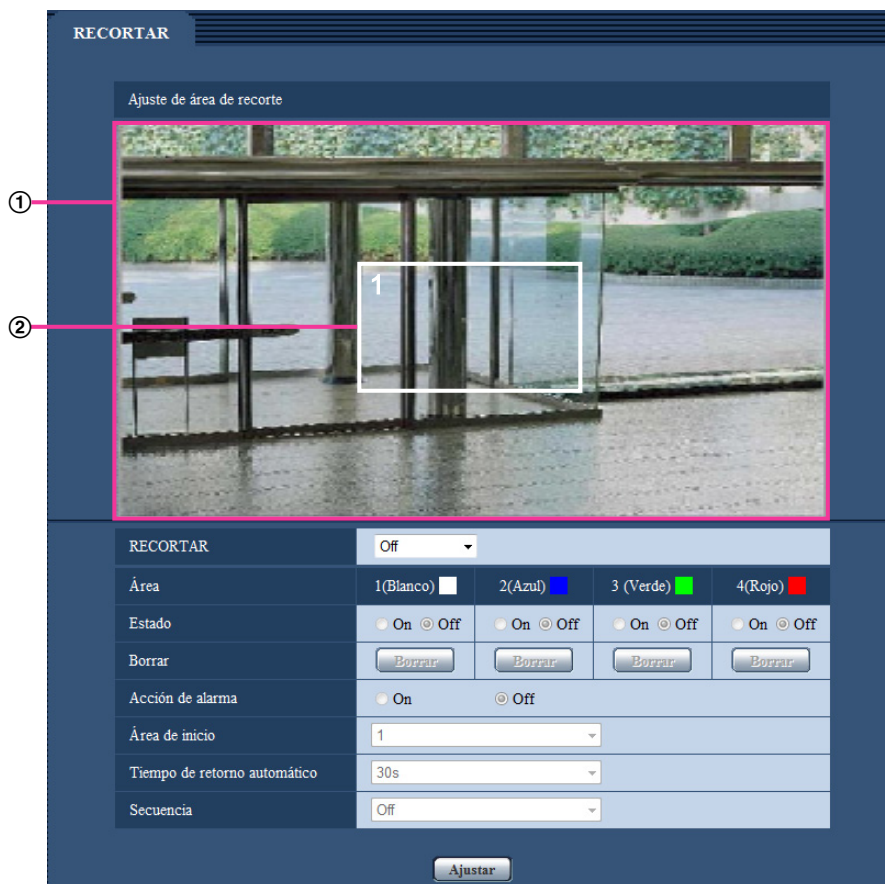 RECORTAR
Ajuste de área de recorte
①
1
②
RECORTAR Off
Área 1(Blanco) 2(Azul) 3 (Verde) 4(Rojo)
Estado On Off On Off On Off On Off
Borrar Borrar Borrar Borrar Borrar
Acción de alarma On Off
Área de inicio 1
Tiempo de retorno automático 30s
Secuencia Off
Ajustar